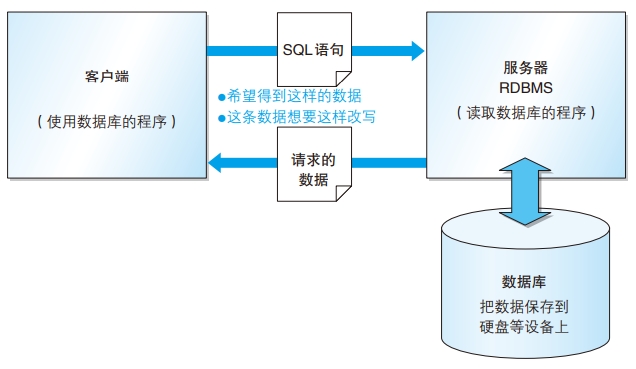 客户端
（使用数据库的程序）
SQL语句
●希望得到这样的数据
●这条数据想要这样改写
请求的
数据
服务器
RDBMS
（读取数据库的程序）
数据库
把数据保存到
硬盘等设备上